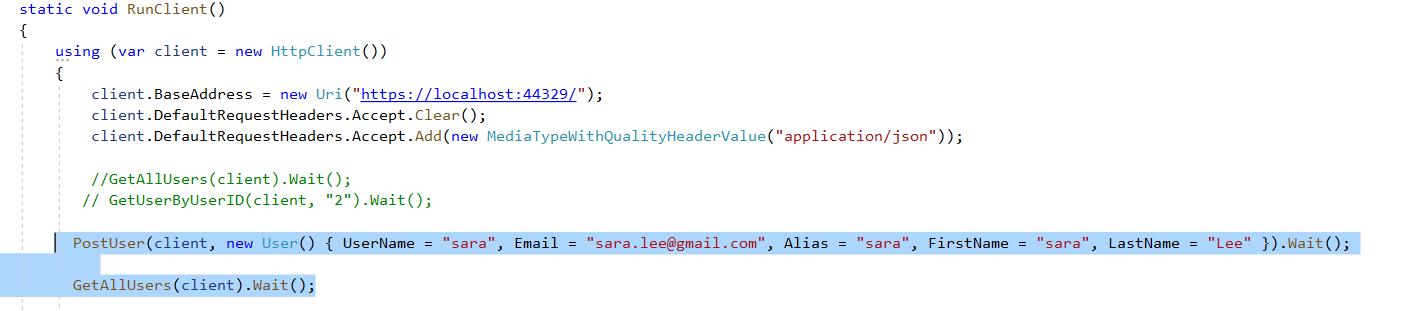 static void RunClient()
{
using (var client = new HttpClient())
{
client.BaseAddress = new Uri("https://localhost:44329/");
client.DefaultRequestHeaders.Accept.Clear();
client.DefaultRequestHeaders.Accept.Add(new MediaTypeWithQualityHeaderValue("application/json"));
//GetAllUsers(client).Wait();
// GetUserByUserID(client, "2").Wait();
PostUser(client, new User() { UserName = "sara", Email = "sara.lee@gmail.com", Alias = "sara", FirstName = "sara", LastName = "Lee" }).Wait();
GetAllUsers(client).Wait();